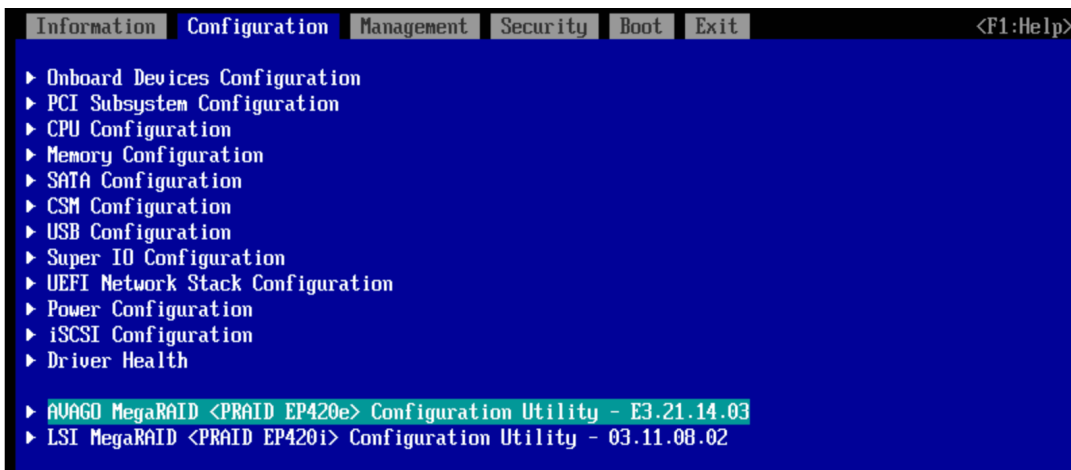 Information Configuration Management Security Boot Exit <F1:Help>
Onboard Devices Configuration
PCI Subsystem Configuration
CPU Configuration
Memory Configuration
SATA Configuration
CSM Configuration
USB Configuration
Super IO Configuration
UEFI Network Stack Configuration
Power Configuration
iSCSI Configuration
Driver Health
AVAGO MegaRAID <PRAID EP420e> Configuration Utility - E3.21.14.03
LSI MegaRAID <PRAID EP420i> Configuration Utility - 03.11.08.02